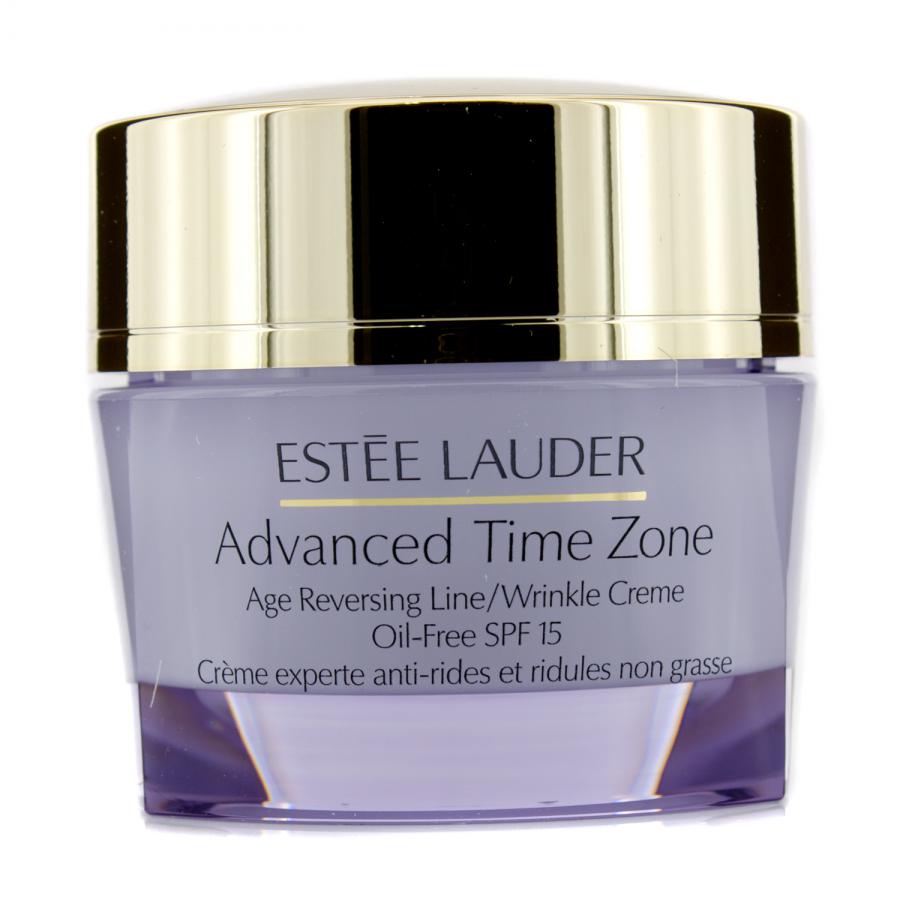 ESTĒE LAUDER
Advanced Time Zone
Age Reversing Line/Wrinkle Creme
Oil-Free SPF 15
Crème experte anti-rides et ridules non grasse